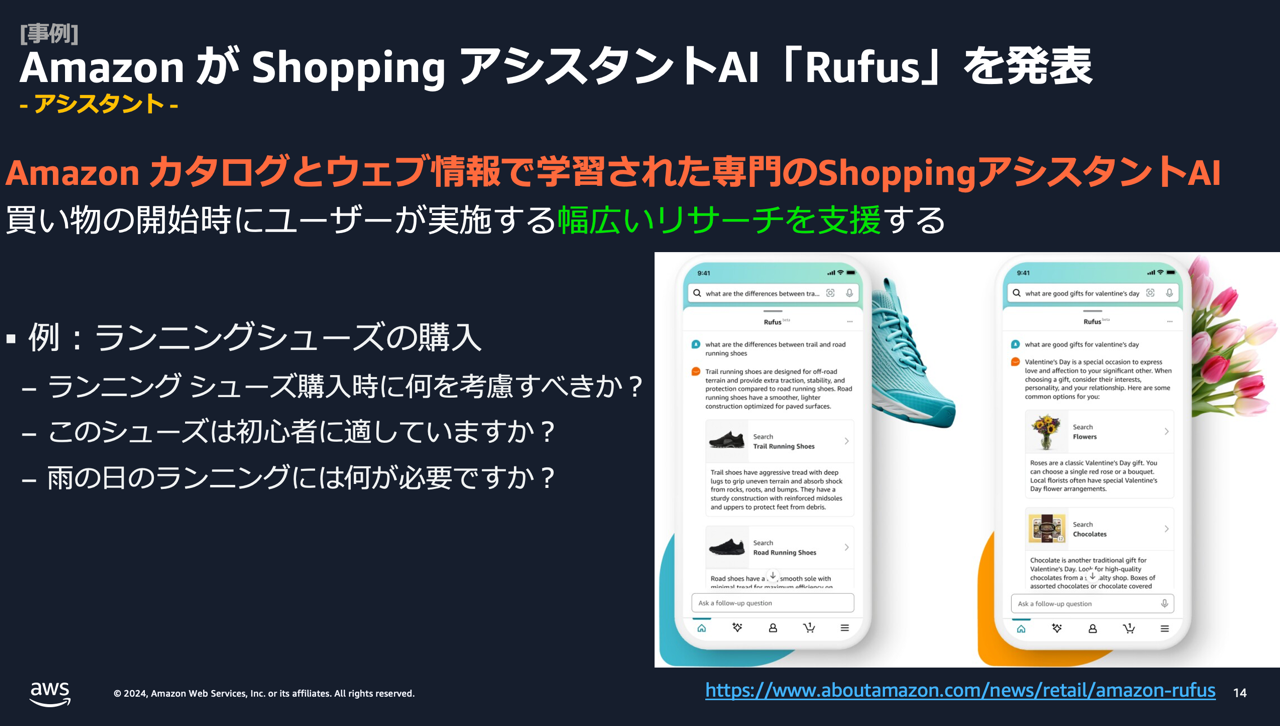 [事例]
Amazon が Shopping アシスタントAI「Rufus」を発表
- アシスタント -
Amazon カタログとウェブ情報で学習された専門のShoppingアシスタントAI
買い物の開始時にユーザーが実施する幅広いリサーチを支援する
▪ 例：ランニングシューズの購入
– ランニング シューズ購入時に何を考慮すべきか？
– このシューズは初心者に適していますか？
– 雨の日のランニングには何が必要ですか？
9:41
what are the differences between tra...
Rufus Beta
what are the differences between trail and road
running shoes
Trail running shoes are designed for off-road
terrain and provide extra traction, stability, and
protection compared to road running shoes. Road
running shoes have a smoother, lighter
construction optimized for paved surfaces.
Search
Trail Running Shoes
Trail shoes have aggressive tread with deep
lugs to grip uneven terrain and absorb shock
from rocks, roots, and bumps. They have a
sturdy construction with reinforced midsoles
and uppers to protect feet from debris.
Search
Road Running Shoes
Road shoes have a smooth sole with
minimal tread for maximum efficiency on
Ask a follow-up question
1
9:41
what are good gifts for valentine's day
Rufus Beta
what are good gifts for valentine's day
Valentine's Day is a special occasion to express
love and affection to your significant other. When
choosing a gift, consider their interests,
personality, and your relationship. Here are some
common options for you:
Search
Flowers
Roses are a classic Valentine's Day gift. You
can choose a single red rose or a bouquet.
Local florists often have special Valentine's
Day flower arrangements.
Search
Chocolates
Chocolate is another traditional gift for
Valentine's Day. Look for high-quality
chocolates from a specialty shop. Boxes of
assorted chocolates or chocolate covered
Ask a follow-up question
1
aws
© 2024, Amazon Web Services, Inc. or its affiliates. All rights reserved.
https://www.aboutamazon.com/news/retail/amazon-rufus
14